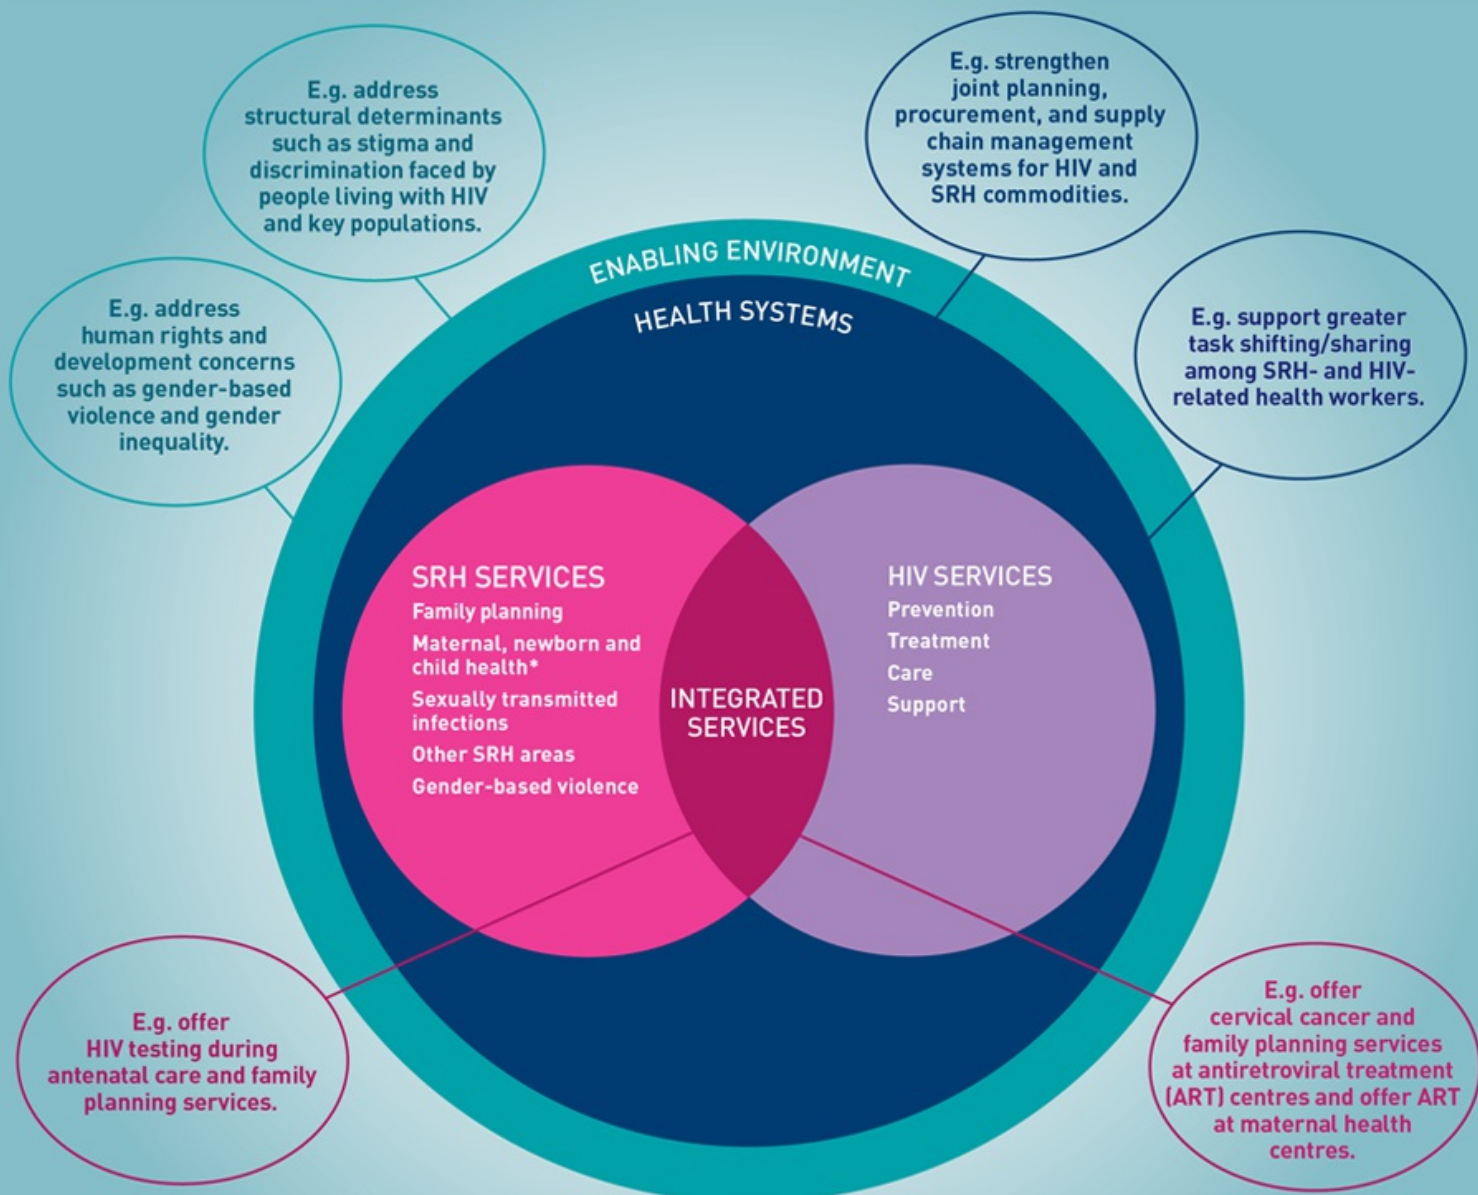 E.g. address
structural determinants
such as stigma and
discrimination faced by
people living with HIV
and key populations.
E.g. strengthen
joint planning,
procurement, and supply
chain management
systems for HIV and
SRH commodities.
E.g. address
human rights and
development concerns
such as gender-based
violence and gender
inequality.
ENABLING ENVIRONMENT
HEALTH SYSTEMS
E.g. support greater
task shifting/sharing
among SRH- and HIV-
related health workers.
SRH SERVICES
Family planning
Maternal, newborn and
child health*
Sexually transmitted
infections
Other SRH areas
Gender-based violence
INTEGRATED
SERVICES
HIV SERVICES
Prevention
Treatment
Care
Support
E.g. offer
HIV testing during
antenatal care and family
planning services.
E.g. offer
cervical cancer and
family planning services
at antiretroviral treatment
(ART) centres and offer ART
at maternal health
centres.